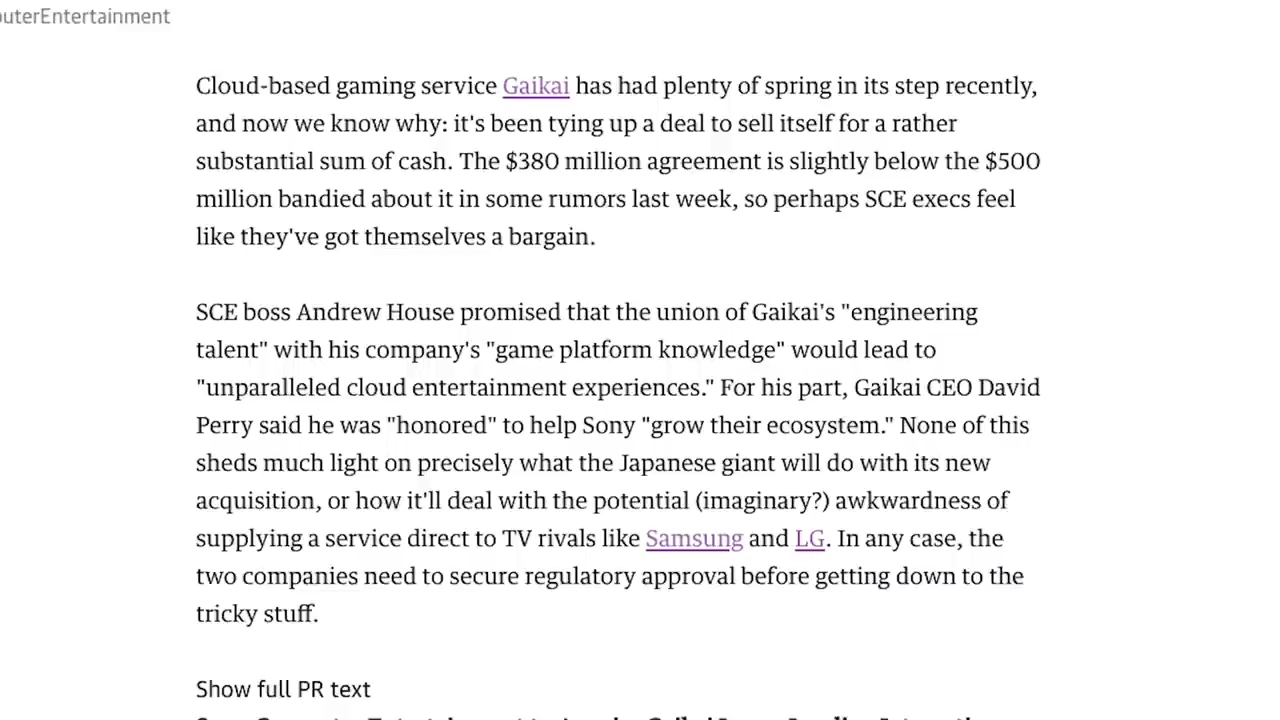 outerEntertainment
Cloud-based gaming service Gaikai has had plenty of spring in its step recently,
and now we know why: it's been tying up a deal to sell itself for a rather
substantial sum of cash. The $380 million agreement is slightly below the $500
million bandied about it in some rumors last week, so perhaps SCE execs feel
like they've got themselves a bargain.
SCE boss Andrew House promised that the union of Gaikai's "engineering
talent" with his company's "game platform knowledge" would lead to
"unparalleled cloud entertainment experiences." For his part, Gaikai CEO David
Perry said he was "honored" to help Sony "grow their ecosystem." None of this
sheds much light on precisely what the Japanese giant will do with its new
acquisition, or how it'll deal with the potential (imaginary?) awkwardness of
supplying a service direct to TV rivals like Samsung and LG. In any case, the
two companies need to secure regulatory approval before getting down to the
tricky stuff.
Show full PR text